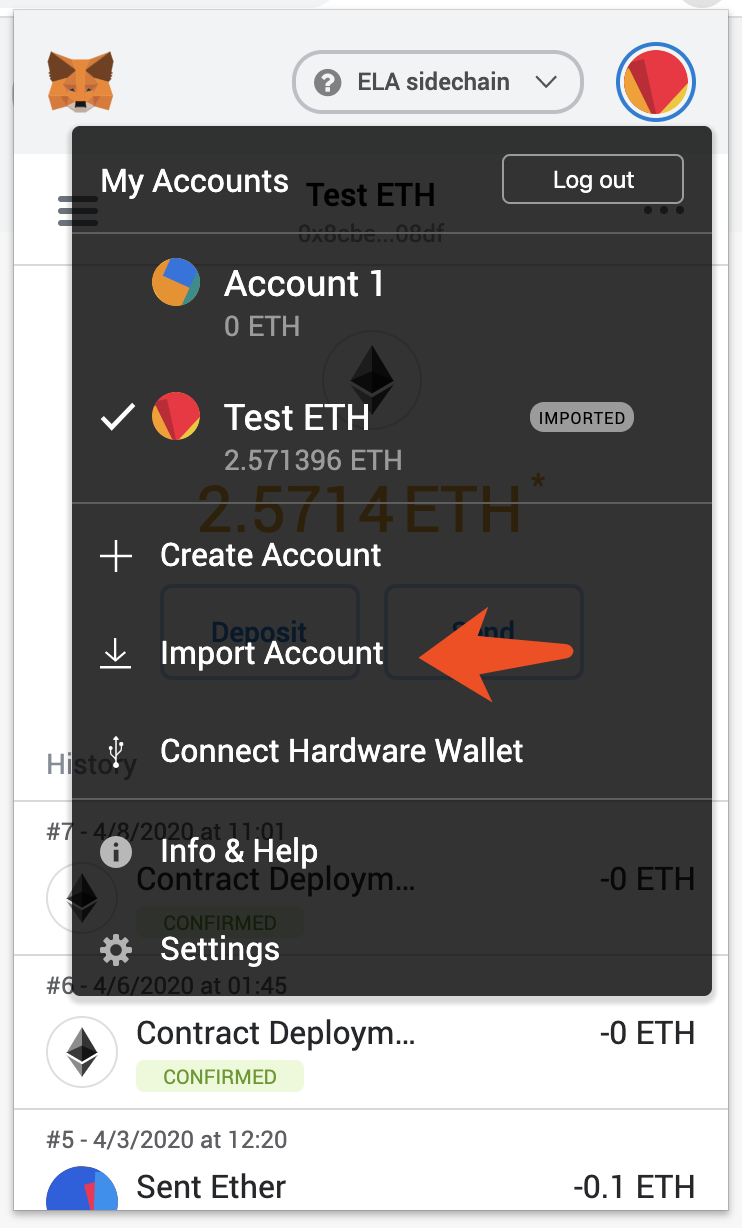 ELA sidechain
My Accounts
Log out
Test ETH
0x8cbe...08df
Account 1
0 ETH
Test ETH
IMPORTED
2.571396 ETH
2.5714 ETH *
Create Account
Deposit
Send
Import Account
Connect Hardware Wallet
History
#7 - 4/8/2020 at 11:01
Info & Help
Contract Deploym...
-0 ETH
CONFIRMED
Settings
#6 - 4/6/2020 at 01:45
Contract Deploym...
-0 ETH
CONFIRMED
#5 - 4/3/2020 at 12:20
Sent Ether
-0.1 ETH